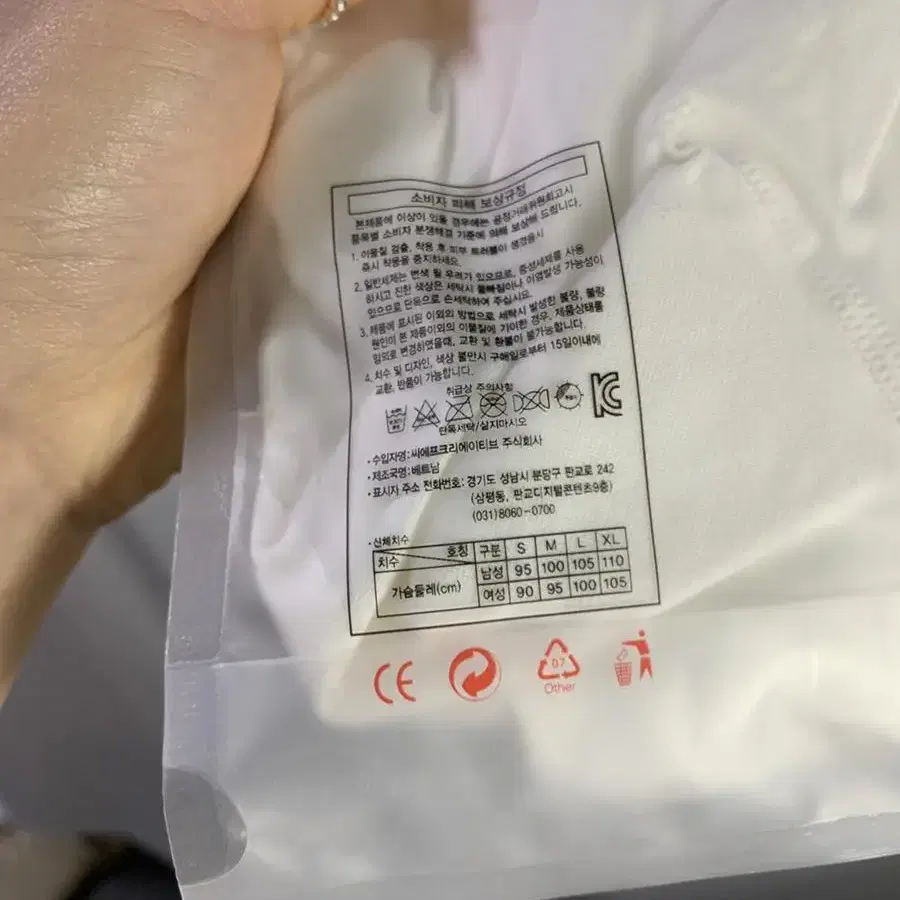 소비자 피해 보상규정
본제품에 이상이 있을 경우에는 공정거래위원회고시
품목별 소비자 분쟁해결 기준에 의해 보상해 드립니다.
1. 이물질 검출, 착용 후 피부 트러블이 생겼을시
즉시 착용을 중지하세요.
2. 일반세제는 변색 될 우려가 있으므로, 중성세제를 사용
하시고 진한 색상은 세탁시 물빠짐이나 이염발생 가능성이
있으므로 단독으로 손세탁하여 주십시요.
3. 제품에 표시된 이외의 방법으로 세탁시 발생한 불량, 불량
원인이 본 제품이외의 이물질에 기이한 경우, 제품상태를
임의로 변경하였을때, 교환 및 환불이 불가능합니다.
4. 치수 및 디자인, 색상 불만시 구매일로부터 15일이내에
교환, 반품이 가능합니다.
취급상 주의사항
단독세탁/삶지마시오
• 수입자명: 씨에프크리에이티브 주식회사
• 제조국명: 베트남
• 표시자 주소 전화번호: 경기도 성남시 분당구 판교로 242
(삼평동, 판교디지털콘텐츠9층)
(031)8060-0700
• 신체치수
호칭 구분 S M L XL
치수
남성 95 100 105 110
가슴둘레(cm)
여성 90 95 100 105
CE
07
Other